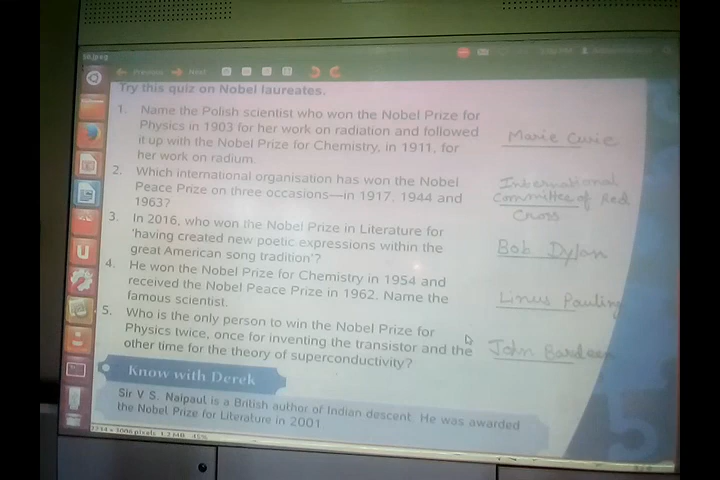 Previous Next
Try this quiz on Nobel laureates.
1. Name the Polish scientist who won the Nobel Prize for
Physics in 1903 for her work on radiation and followed
it up with the Nobel Prize for Chemistry, in 1911, for
her work on radium.
Marie Curie
2. Which international organisation has won the Nobel
Peace Prize on three occasions—in 1917, 1944 and
1963?
International
Committee of Red
Cross
3. In 2016, who won the Nobel Prize in Literature for
'having created new poetic expressions within the
great American song tradition'?
Bob Dylan
4. He won the Nobel Prize for Chemistry in 1954 and
received the Nobel Peace Prize in 1962. Name the
famous scientist.
Linus Pauling
5. Who is the only person to win the Nobel Prize for
Physics twice, once for inventing the transistor and the
other time for the theory of superconductivity?
John Bardeen
Know with Derek
Sir V S. Naipaul is a British author of Indian descent. He was awarded
the Nobel Prize for Literature in 2001
5